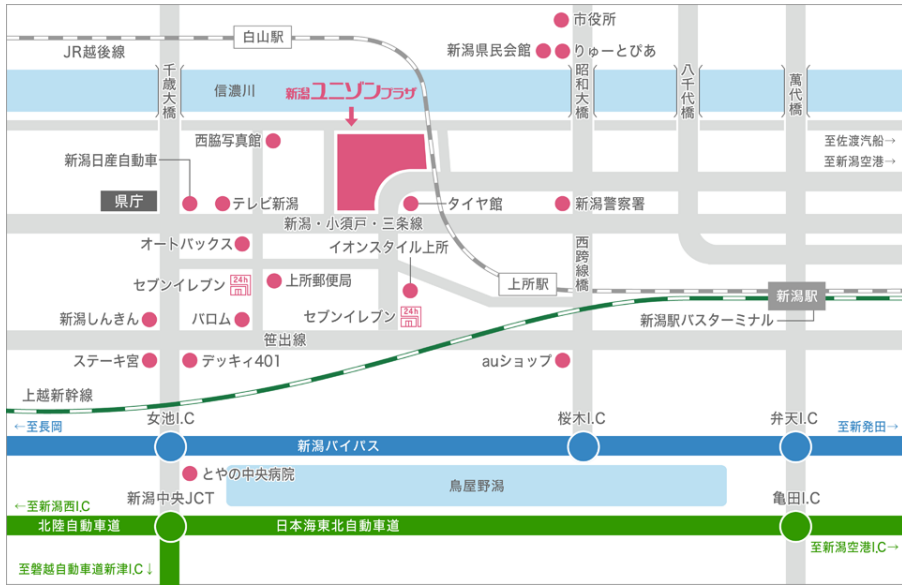 市役所
白山駅
新潟県民会館
りゅーとぴあ
JR越後線
千歳大橋
昭和大橋
八千代橋
萬代橋
信濃川
新潟ユニゾンプラザ
西脇写真館
至佐渡汽船→
新潟日産自動車
至新潟空港→
県庁
テレビ新潟
タイヤ館
新潟警察署
新潟・小須戸・三条線
オートバックス
イオンスタイル上所
西跨線橋
セブンイレブン
24h
上所郵便局
上所駅
新潟駅
セブンイレブン
24h
新潟しんきん
バロム
新潟駅バスターミナル
笹出線
ステーキ宮
デッキィ401
auショップ
上越新幹線
女池I.C
桜木I.C
弁天I.C
←至長岡
至新発田→
新潟バイパス
とやの中央病院
鳥屋野潟
新潟中央JCT
亀田I.C
←至新潟西I.C
北陸自動車道
日本海東北自動車道
至新潟空港I.C→
至磐越自動車道新津I.C↓